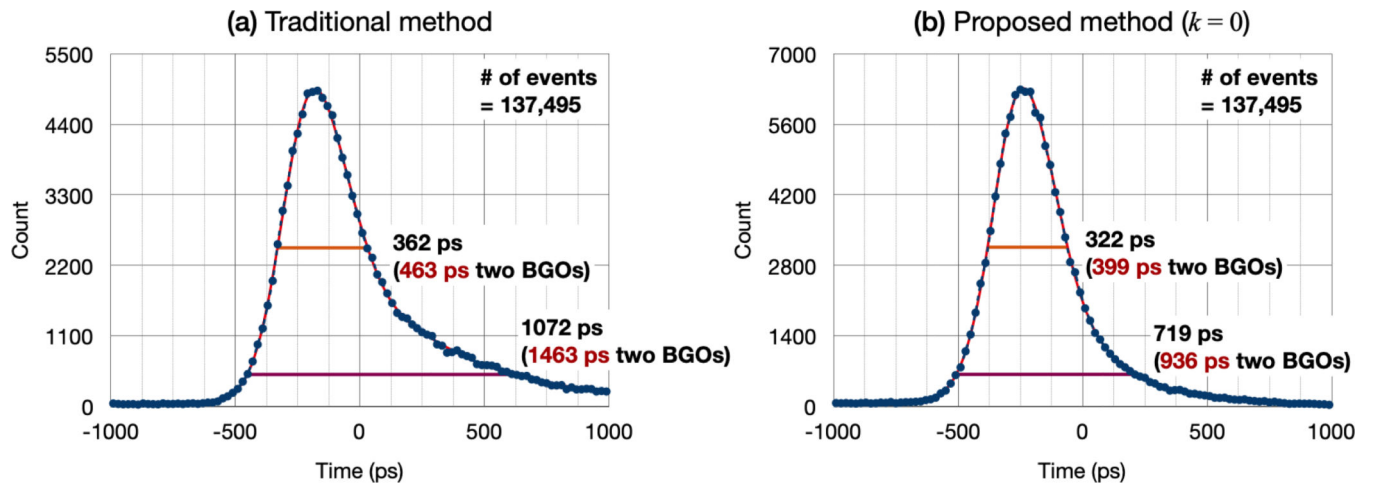 (a) Traditional method
5500
4400
3300
2200
1100
0
Count
# of events
= 137,495
362 ps
(463 ps two BGOs)
1072 ps
(1463 ps two BGOs)
-1000 -500 0 500 1000
Time (ps)
(b) Proposed method (k = 0)
7000
5600
4200
2800
1400
0
Count
# of events
= 137,495
322 ps
(399 ps two BGOs)
719 ps
(936 ps two BGOs)
-1000 -500 0 500 1000
Time (ps)